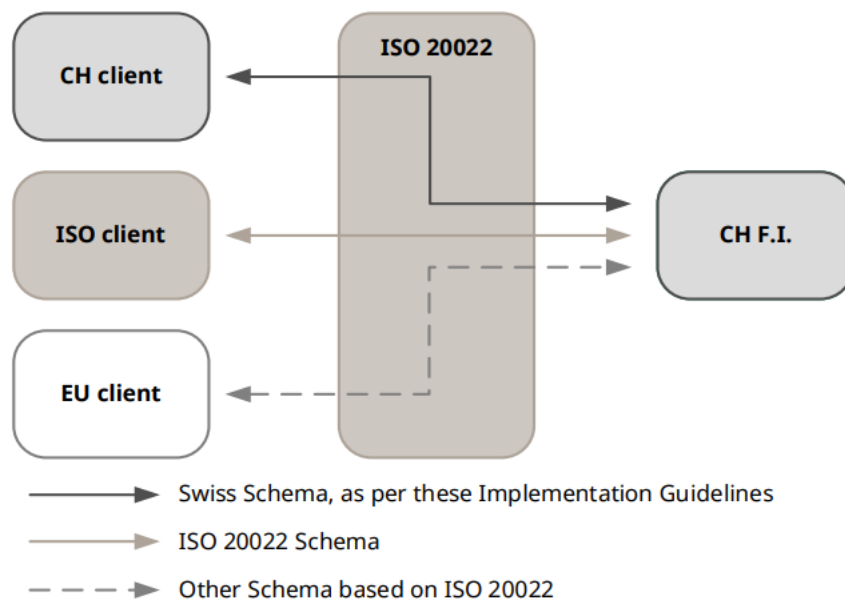 ISO 20022
CH client
ISO client
CH F.I.
EU client
Swiss Schema, as per these Implementation Guidelines
ISO 20022 Schema
Other Schema based on ISO 20022